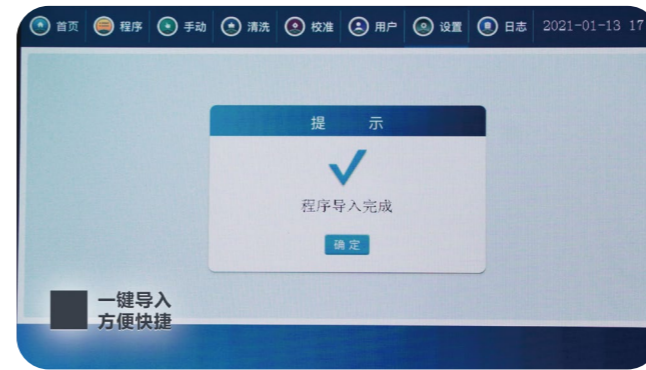 首页 程序 手动 清洗 校准 用户 设置 日志 2021-01-13 17
提 示
程序导入完成
确定
一键导入
方便快捷